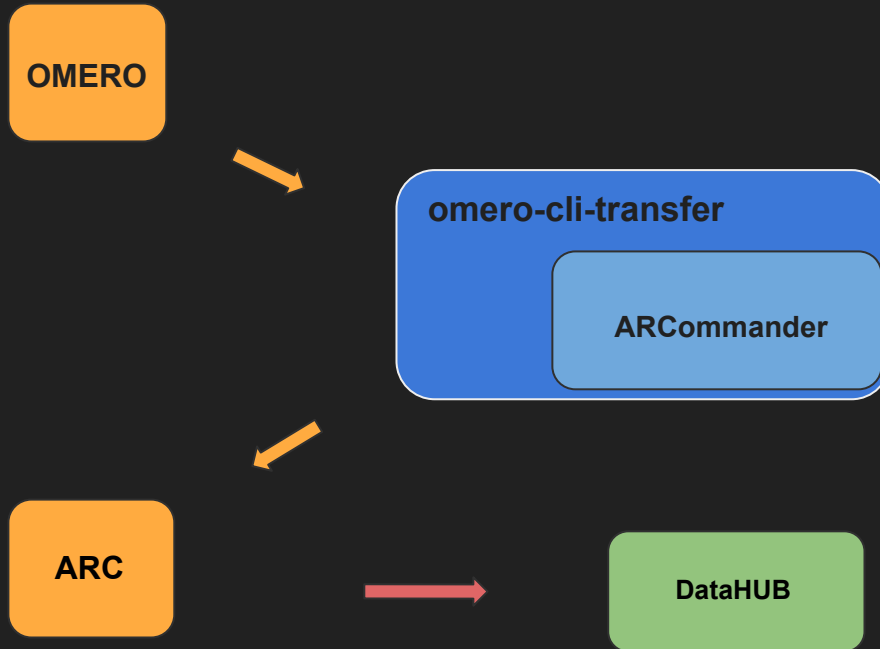 OMERO
omero-cli-transfer
ARCommander
ARC
DataHUB